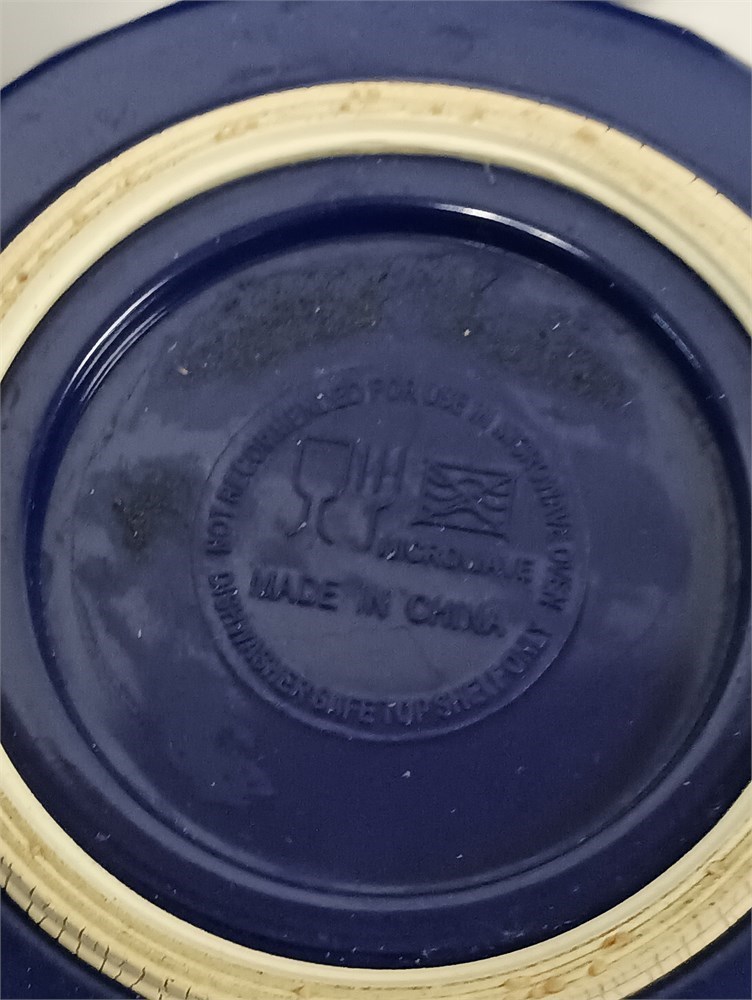 NOT RECOMMENDED FOR USE IN MICROWAVE OVEN
MICROWAVE
MADE IN CHINA
DISHWASHER SAFE TOP SHELF ONLY